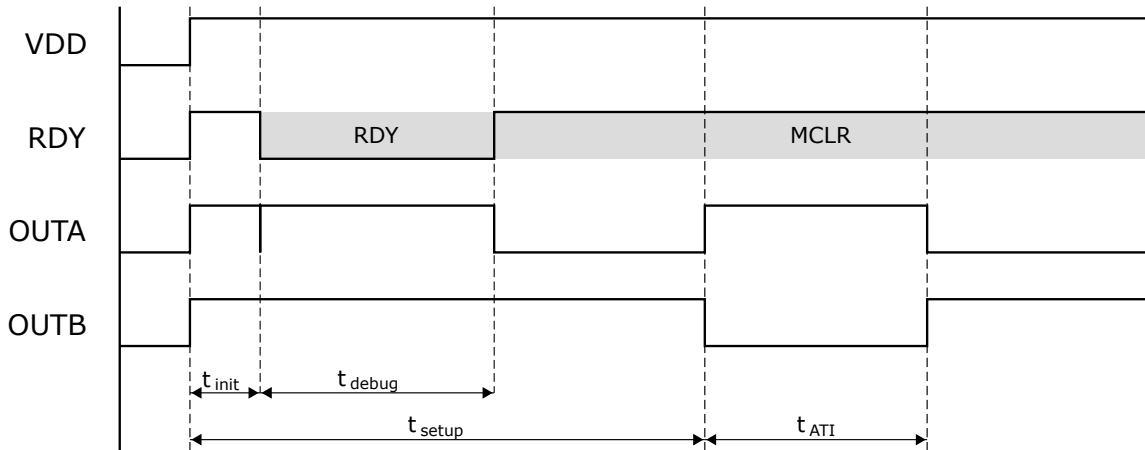 VDD
RDY
RDY
MCLR
OUTA
OUTB
t init
t debug
t setup
t ATI